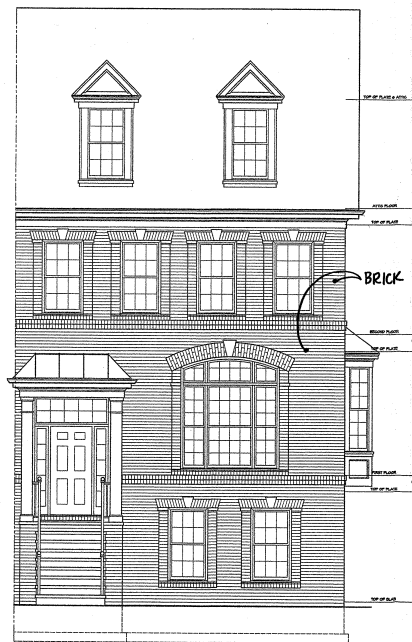 TOP OF PLATE @ ATTIC
ATTIC FLOOR
TOP OF PLATE
BRICK
SECOND FLOOR
TOP OF PLATE
FIRST FLOOR
TOP OF PLATE
TOP OF SLAB